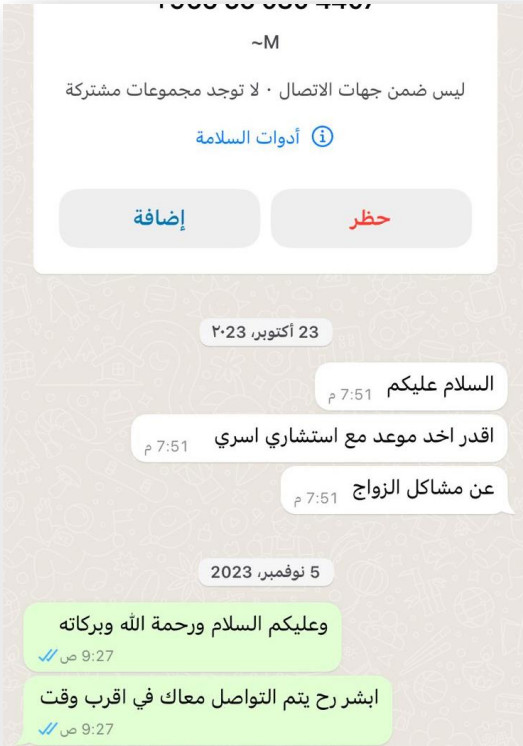 ~M
ليس ضمن جهات الاتصال · لا توجد مجموعات مشتركة
أدوات السلامة
إضافة
حظر
23 أكتوبر، ٢٠23
السلام عليكم 7:51 م
اقدر اخد موعد مع استشاري اسري 7:51 م
عن مشاكل الزواج 7:51 م
5 نوفمبر، 2023
وعليكم السلام ورحمة الله وبركاته
9:27 ص
ابشر رح يتم التواصل معاك في اقرب وقت
9:27 ص